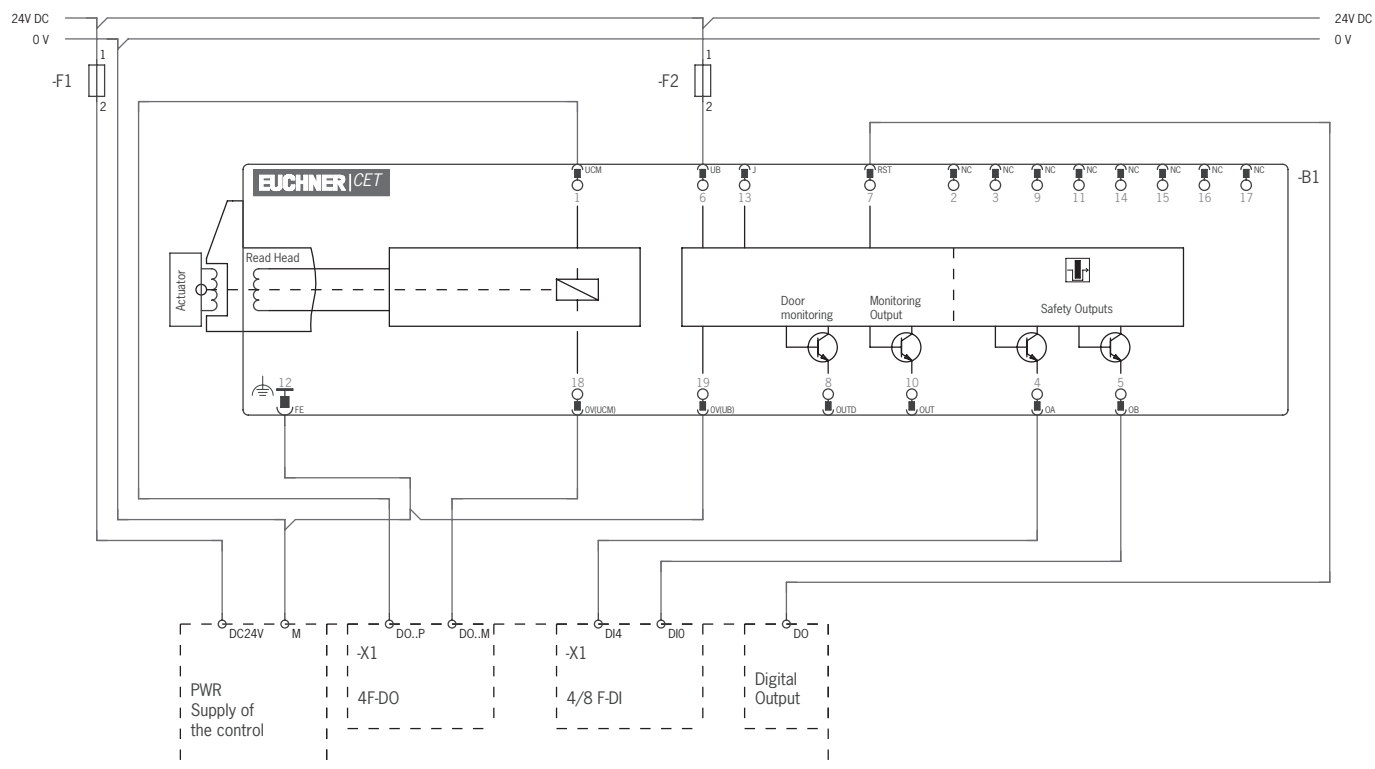 24V DC
0 V
24V DC
0 V
-F1
1
2
-F2
1
2
EUCHNER CET
-B1
UCM
UB
J
RST
NC
NC
NC
NC
NC
NC
NC
NC
1
6
13
7
2
3
9
11
14
15
16
17
Actuator
Read Head
Door
monitoring
Monitoring
Output
Safety Outputs
12
18
19
8
10
4
5
FE
0V(UCM)
0V(UB)
OUTD
OUT
OA
OB
DC24V
M
DO..P
DO..M
DI4
DI0
DO
PWR
Supply of
the control
-X1
4F-DO
-X1
4/8 F-DI
Digital
Output